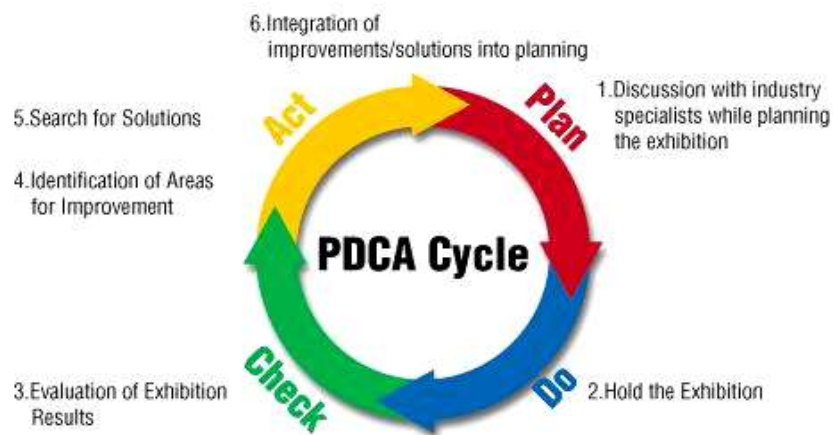 6.Integration of
improvements/solutions into planning
Act
Plan
1.Discussion with industry
specialists while planning
the exhibition
5.Search for Solutions
4.Identification of Areas
for Improvement
PDCA Cycle
3.Evaluation of Exhibition
Results
Check
Do
2.Hold the Exhibition